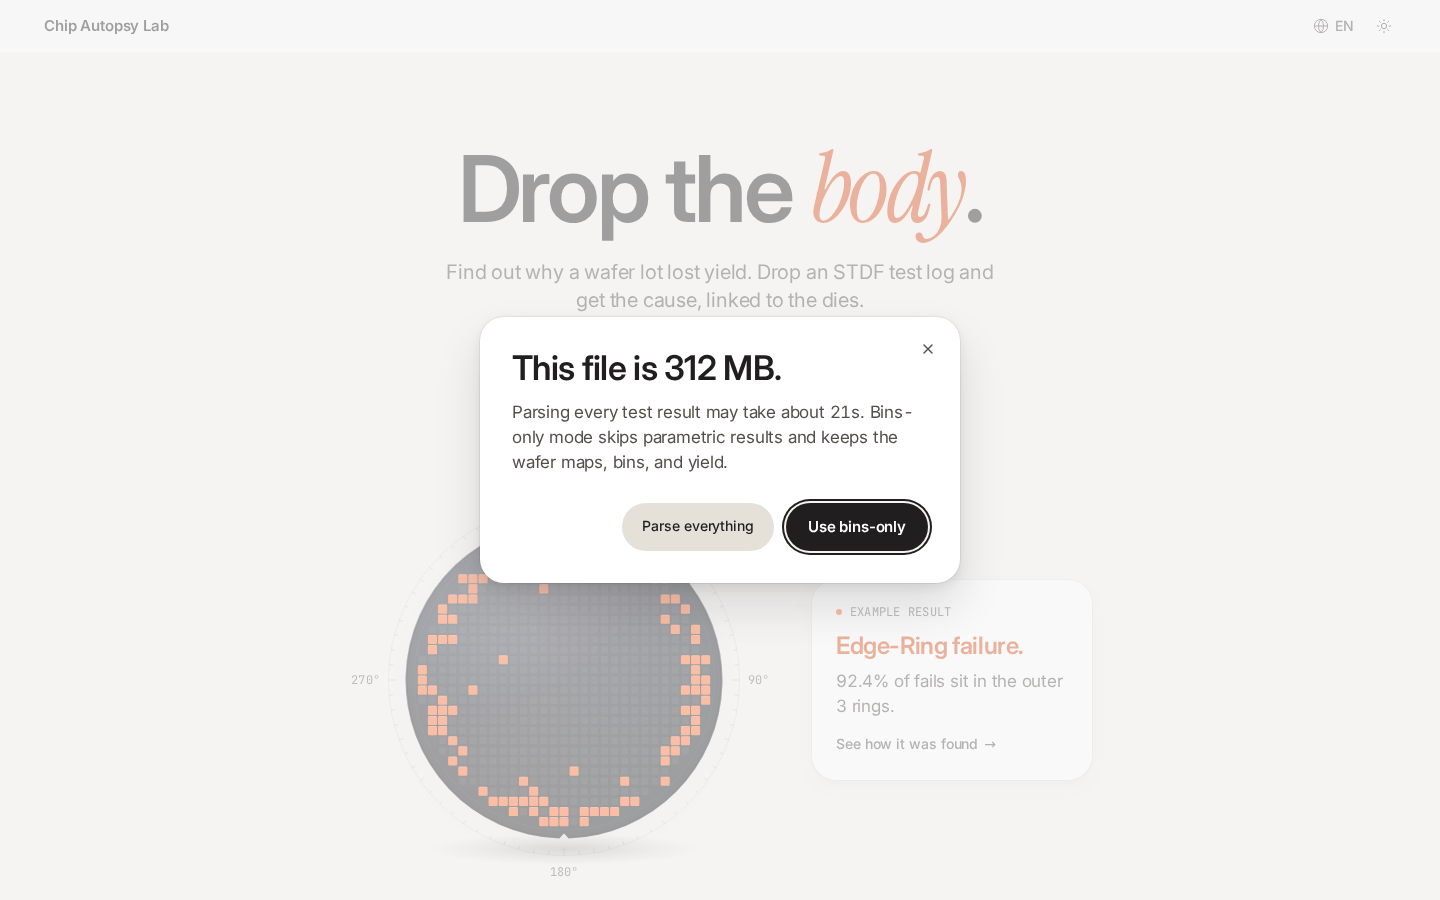 Chip Autopsy Lab
EN
Drop the body.
Find out why a wafer lot lost yield. Drop an STDF test log and
get the cause, linked to the dies.
This file is 312 MB.
Parsing every test result may take about 21s. Bins-
only mode skips parametric results and keeps the
wafer maps, bins, and yield.
Parse everything
Use bins-only
270°
90°
180°
EXAMPLE RESULT
Edge-Ring failure.
92.4% of fails sit in the outer
3 rings.
See how it was found →